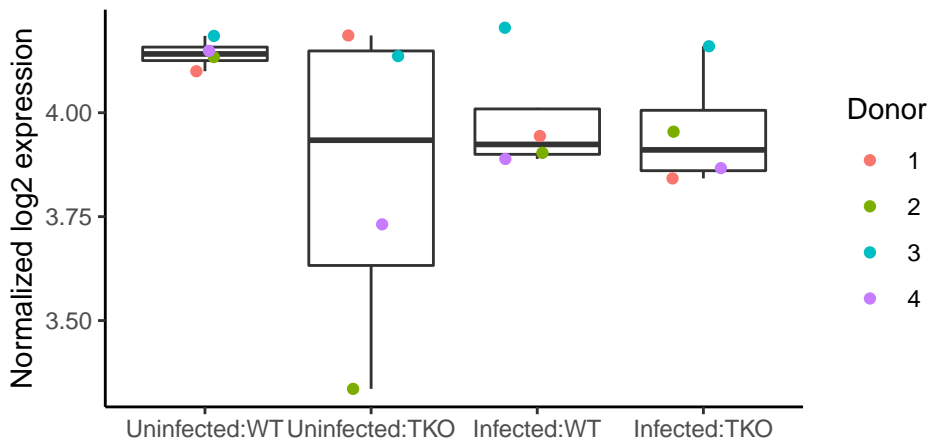 Normalized log2 expression
4.00
3.75
3.50
Uninfected:WT
Uninfected:TKO
Infected:WT
Infected:TKO
Donor
1
2
3
4